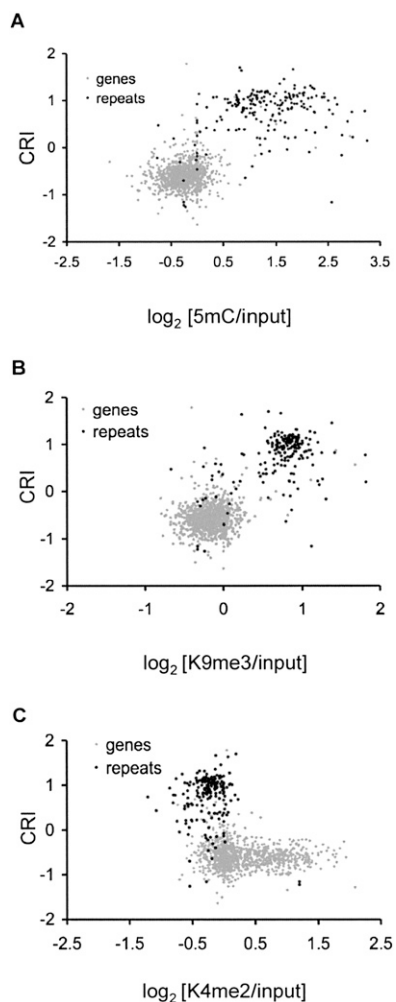 A
2
genes
repeats
1
CRI
0
-1
-2
-2.5 -1.5 -0.5 0.5 1.5 2.5 3.5
log₂ [5mC/input]
B
2
genes
repeats
1
CRI
0
-1
-2
-2 -1 0 1 2
log₂ [K9me3/input]
C
2
genes
repeats
1
CRI
0
-1
-2
-2.5 -1.5 -0.5 0.5 1.5 2.5
log₂ [K4me2/input]